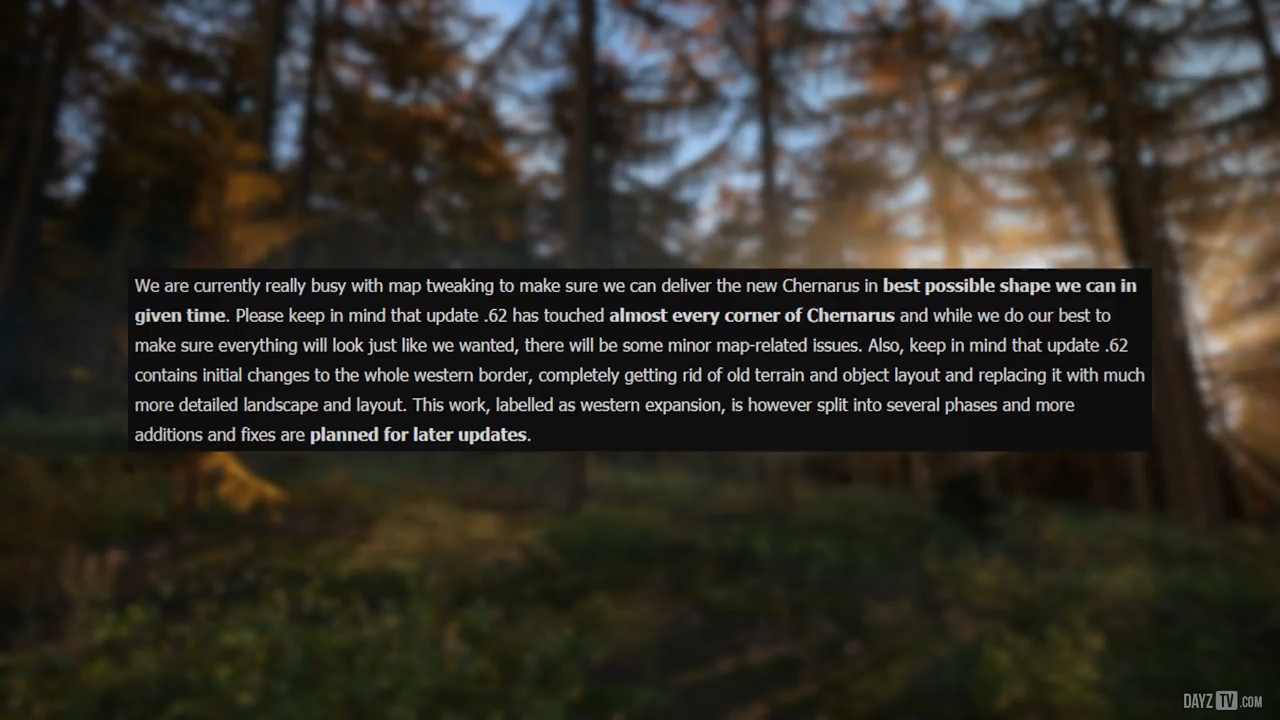 We are currently really busy with map tweaking to make sure we can deliver the new Chernarus in best possible shape we can in
given time. Please keep in mind that update .62 has touched almost every corner of Chernarus and while we do our best to
make sure everything will look just like we wanted, there will be some minor map-related issues. Also, keep in mind that update .62
contains initial changes to the whole western border, completely getting rid of old terrain and object layout and replacing it with much
more detailed landscape and layout. This work, labelled as western expansion, is however split into several phases and more
additions and fixes are planned for later updates.
DAYZ TV .COM